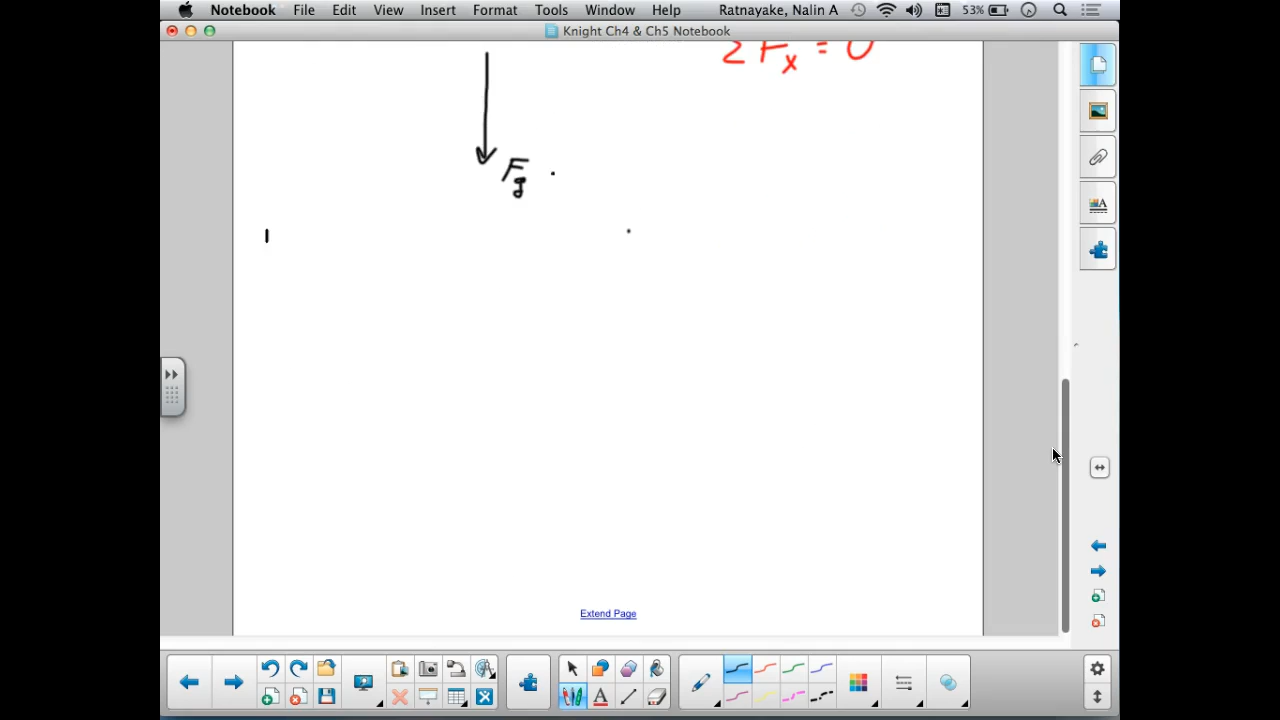 Notebook File Edit View Insert Format Tools Window Help Ratnayake, Nalin A 53%
Knight Ch4 & Ch5 Notebook
Σ Fx = 0
Fg
Extend Page